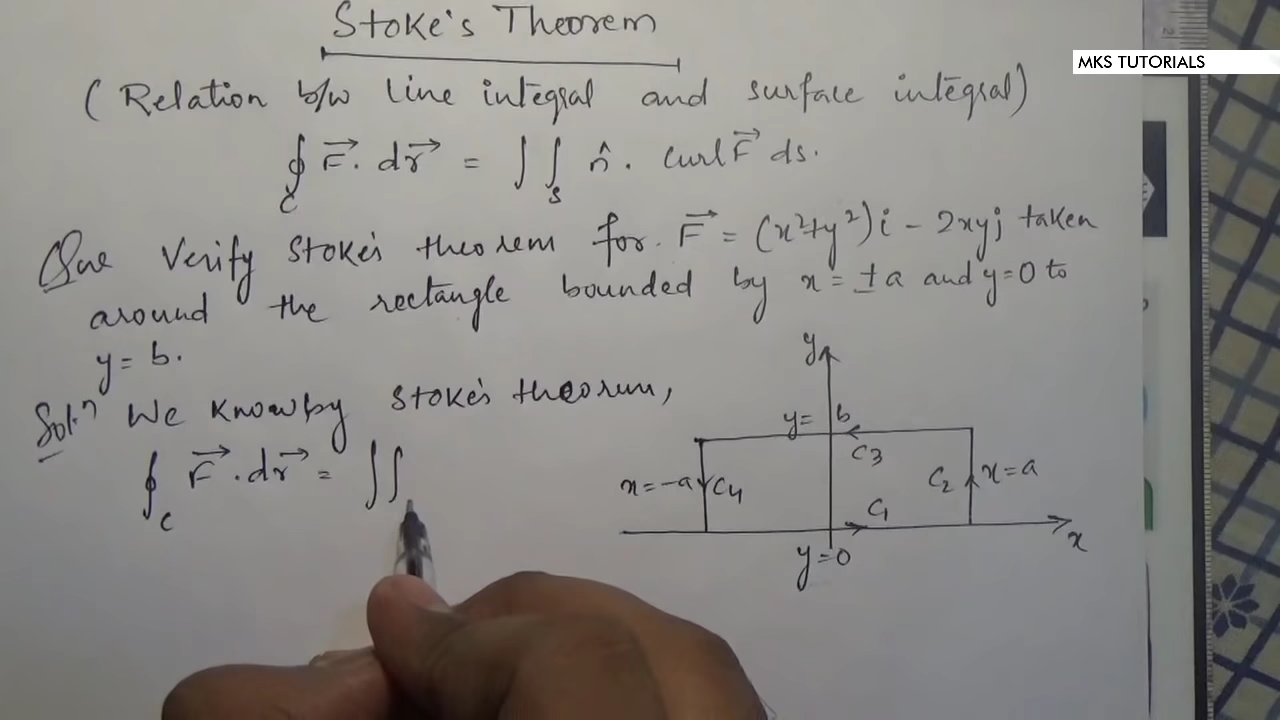 Stoke's Theorem
MKS TUTORIALS
(Relation b/w line integral and surface integral)
∮_C F⃗. dr⃗ = ∫∫_S n̂. Curl F⃗ ds.
Que Verify Stoke's theorem for. F⃗ = (x²+y²)i - 2xyj taken
around the rectangle bounded by x = ±a and y=0 to
y = b.
Solⁿ We know by Stoke's theorem,
∮_C F⃗ . dr⃗ = ∫∫
y
y= b
C3
x=-a C4
C2 x=a
C1
x
y=0